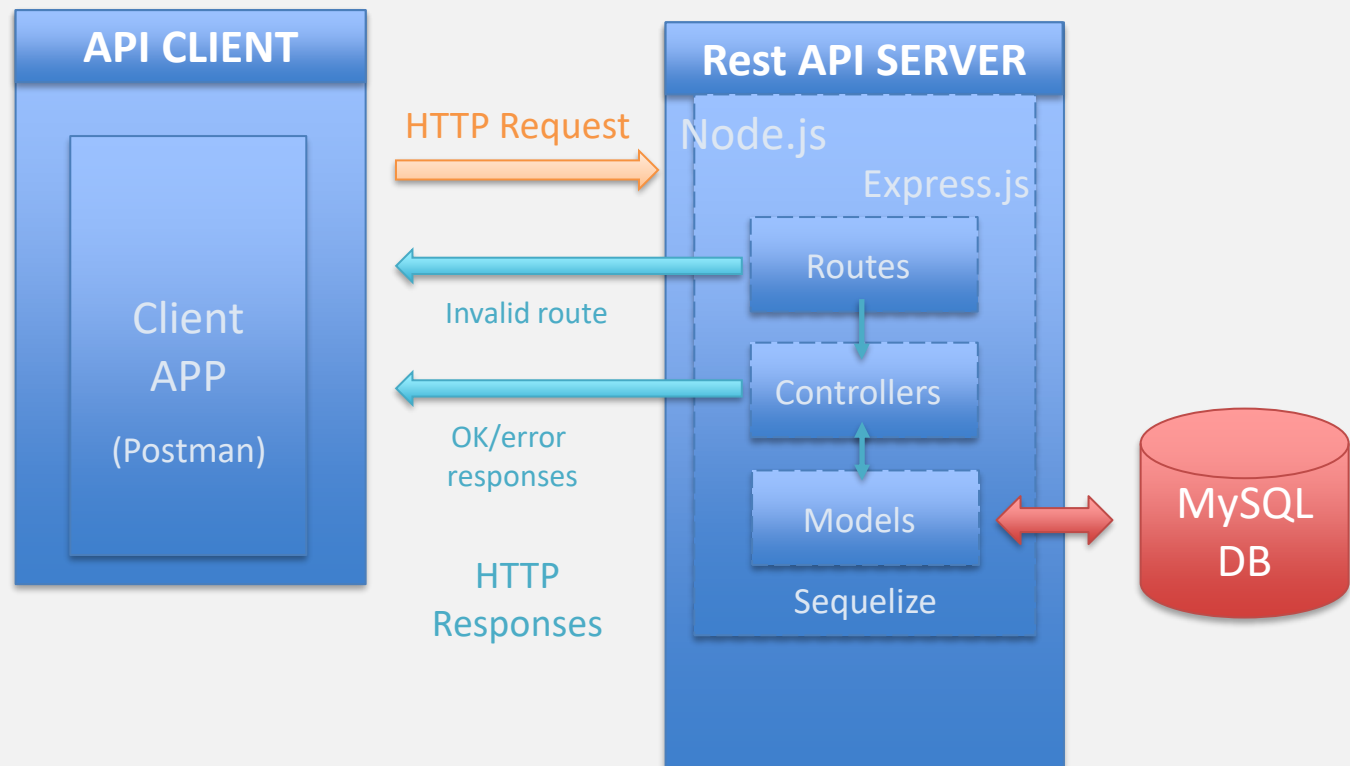 API CLIENT
Client
APP
(Postman)
HTTP Request
Invalid route
OK/error
responses
HTTP
Responses
Rest API SERVER
Node.js
Express.js
Routes
Controllers
Models
Sequelize
MySQL
DB